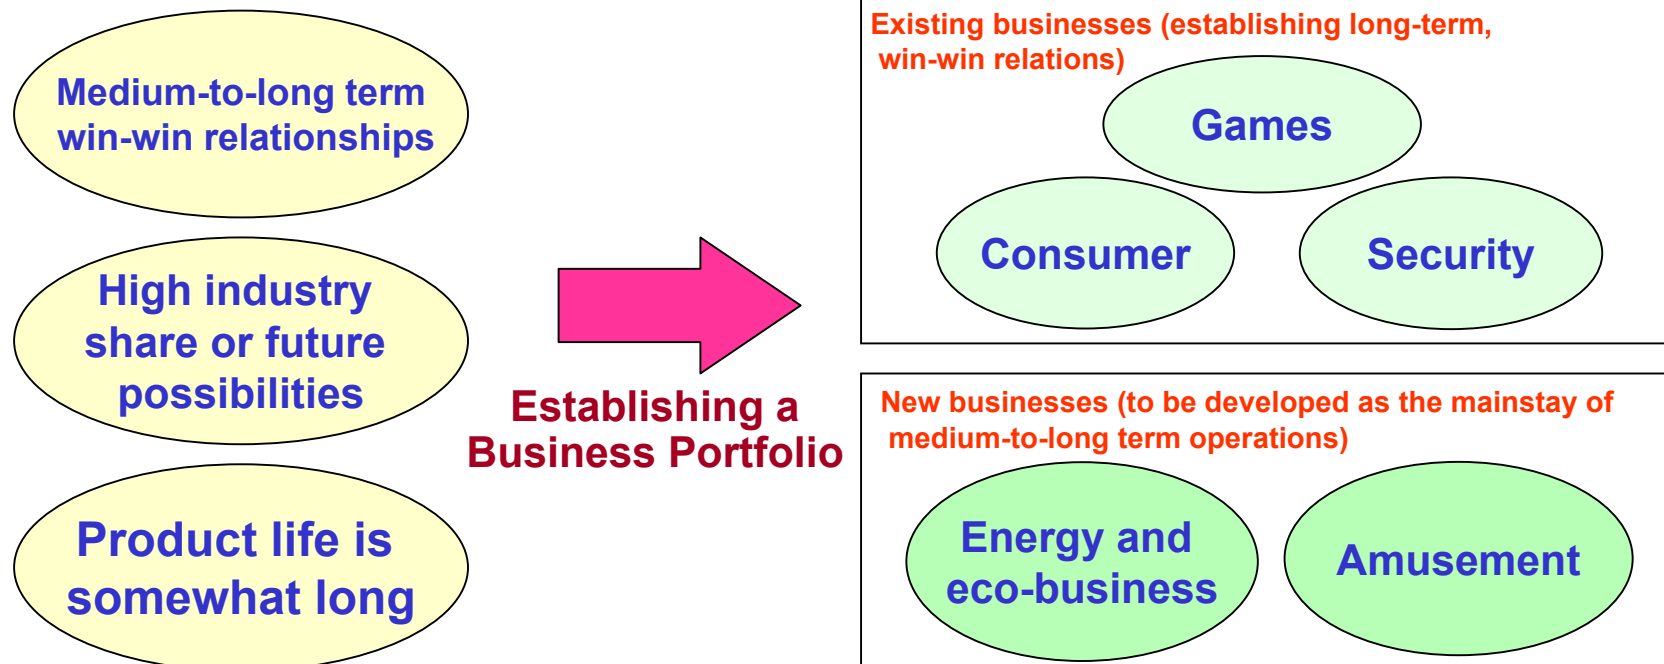 Medium-to-long term
win-win relationships
High industry
share or future
possibilities
Product life is
somewhat long
Establishing a
Business Portfolio
Existing businesses (establishing long-term,
win-win relations)
Games
Consumer
Security
New businesses (to be developed as the mainstay of
medium-to-long term operations)
Energy and
eco-business
Amusement